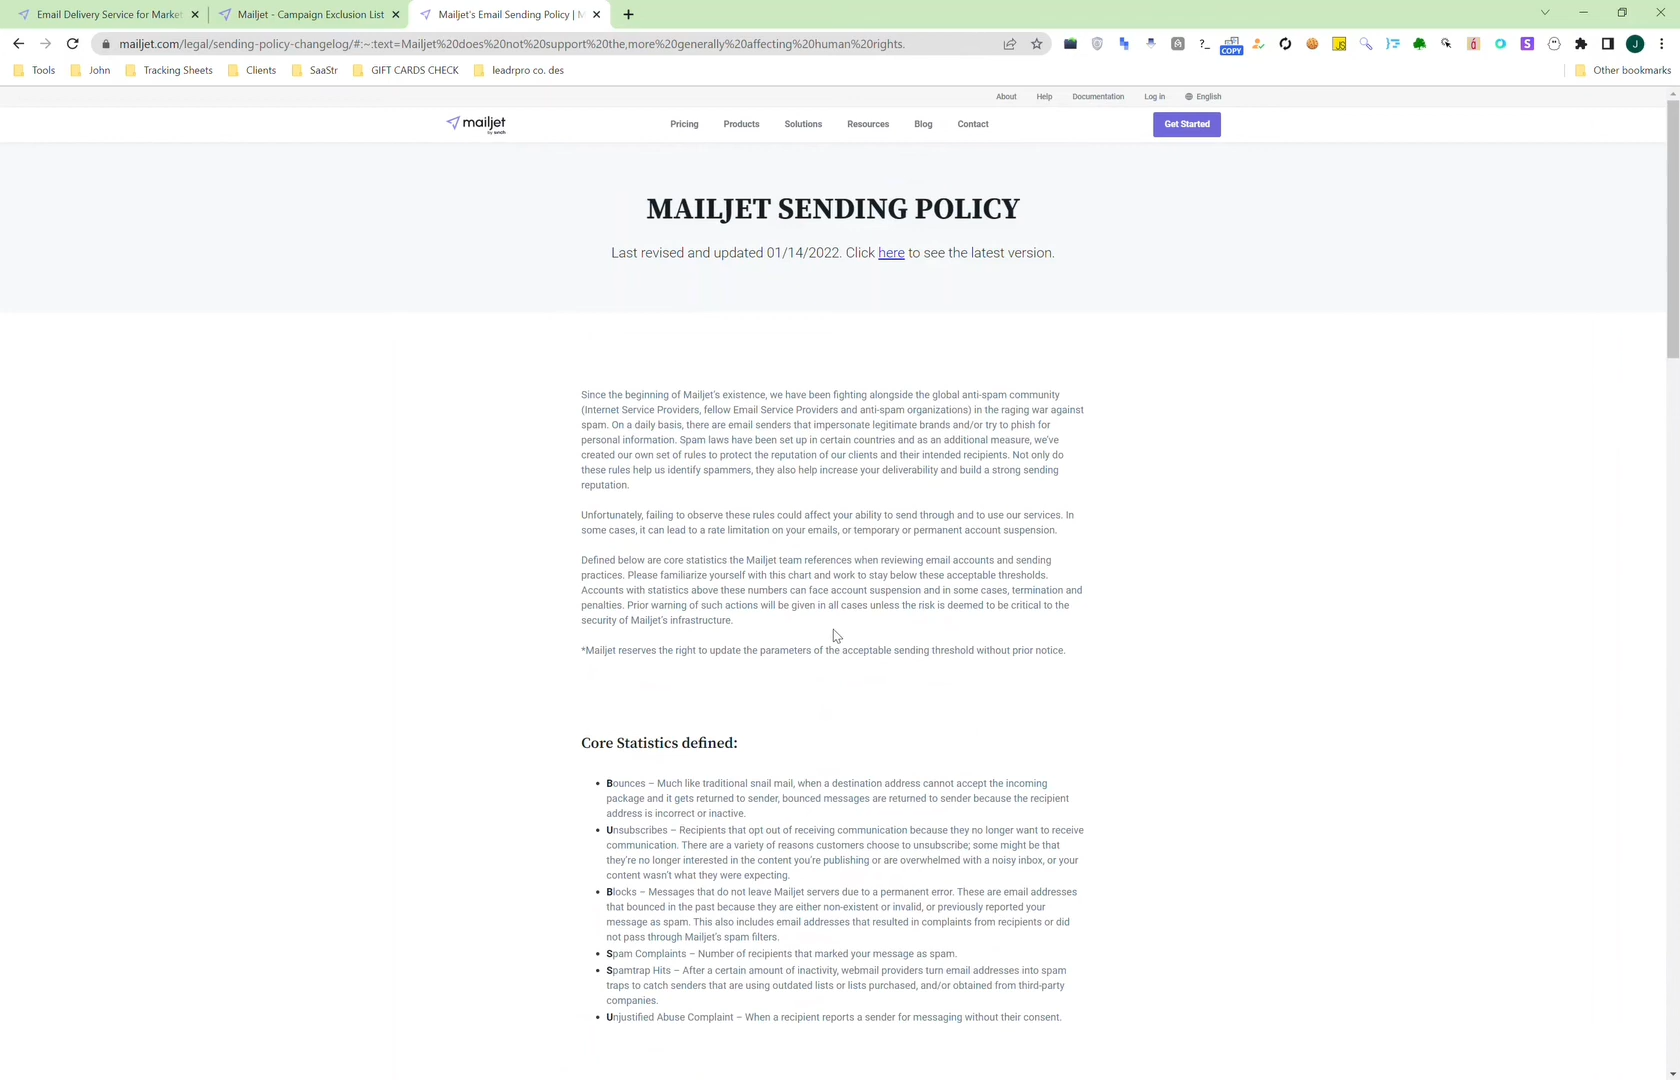 Email Delivery Service for Market
Mailjet - Campaign Exclusion List
Mailjet's Email Sending Policy | M
mailjet.com/legal/sending-policy-changelog/#:~:text=Mailjet%20does%20not%20support%20the,more%20generally%20affecting%20human%20rights.
COPY
JS
S
J
Tools
John
Tracking Sheets
Clients
SaaStr
GIFT CARDS CHECK
leadrpro co. des
Other bookmarks
About
Help
Documentation
Log in
English
mailjet
by sinch
Pricing
Products
Solutions
Resources
Blog
Contact
Get Started
MAILJET SENDING POLICY
Last revised and updated 01/14/2022. Click here to see the latest version.
Since the beginning of Mailjet's existence, we have been fighting alongside the global anti-spam community
(Internet Service Providers, fellow Email Service Providers and anti-spam organizations) in the raging war against
spam. On a daily basis, there are email senders that impersonate legitimate brands and/or try to phish for
personal information. Spam laws have been set up in certain countries and as an additional measure, we've
created our own set of rules to protect the reputation of our clients and their intended recipients. Not only do
these rules help us identify spammers, they also help increase your deliverability and build a strong sending
reputation.
Unfortunately, failing to observe these rules could affect your ability to send through and to use our services. In
some cases, it can lead to a rate limitation on your emails, or temporary or permanent account suspension.
Defined below are core statistics the Mailjet team references when reviewing email accounts and sending
practices. Please familiarize yourself with this chart and work to stay below these acceptable thresholds.
Accounts with statistics above these numbers can face account suspension and in some cases, termination and
penalties. Prior warning of such actions will be given in all cases unless the risk is deemed to be critical to the
security of Mailjet's infrastructure.
*Mailjet reserves the right to update the parameters of the acceptable sending threshold without prior notice.
Core Statistics defined:
• Bounces – Much like traditional snail mail, when a destination address cannot accept the incoming
package and it gets returned to sender, bounced messages are returned to sender because the recipient
address is incorrect or inactive.
• Unsubscribes – Recipients that opt out of receiving communication because they no longer want to receive
communication. There are a variety of reasons customers choose to unsubscribe; some might be that
they're no longer interested in the content you're publishing or are overwhelmed with a noisy inbox, or your
content wasn't what they were expecting.
• Blocks – Messages that do not leave Mailjet servers due to a permanent error. These are email addresses
that bounced in the past because they are either non-existent or invalid, or previously reported your
message as spam. This also includes email addresses that resulted in complaints from recipients or did
not pass through Mailjet's spam filters.
• Spam Complaints – Number of recipients that marked your message as spam.
• Spamtrap Hits – After a certain amount of inactivity, webmail providers turn email addresses into spam
traps to catch senders that are using outdated lists or lists purchased, and/or obtained from third-party
companies.
• Unjustified Abuse Complaint – When a recipient reports a sender for messaging without their consent.